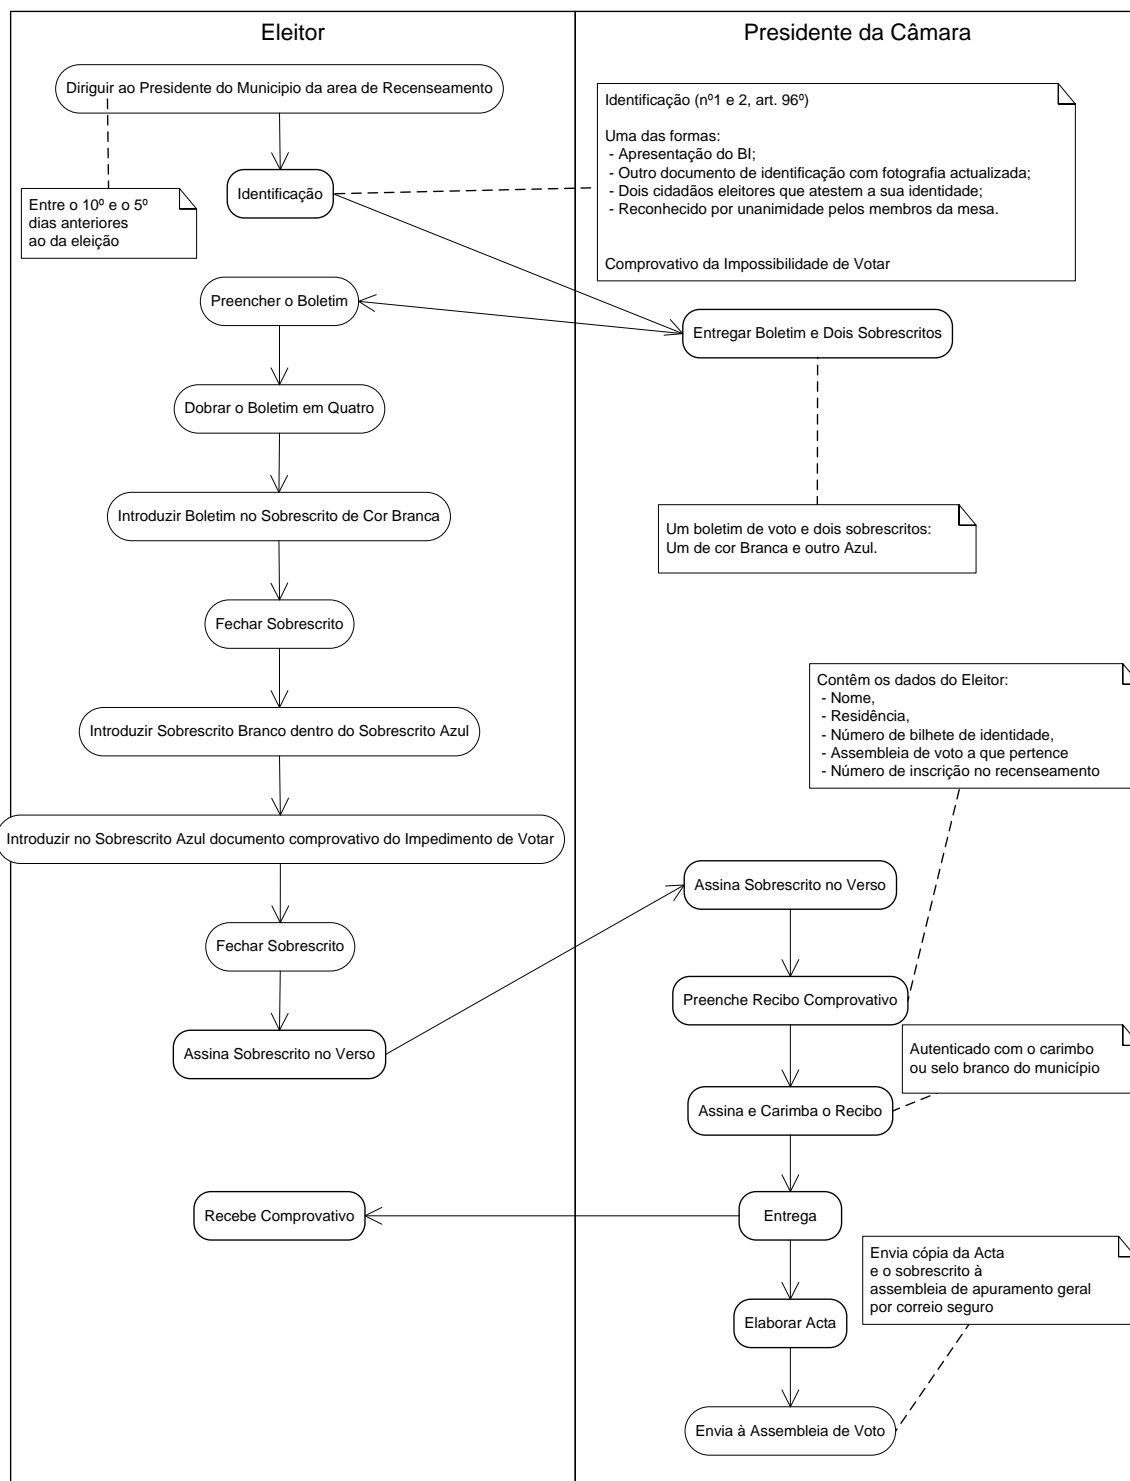 Eleitor
Presidente da Câmara
Diriguir ao Presidente do Municipio da area de Recenseamento
Identificação (nº1 e 2, art. 96º)
Uma das formas:
- Apresentação do BI;
- Outro documento de identificação com fotografia actualizada;
- Dois cidadãos eleitores que atestem a sua identidade;
- Reconhecido por unanimidade pelos membros da mesa.
Comprovativo da Impossibilidade de Votar
Identificação
Entre o 10º e o 5º
dias anteriores
ao da eleição
Preencher o Boletim
Entregar Boletim e Dois Sobrescritos
Dobrar o Boletim em Quatro
Introduzir Boletim no Sobrescrito de Cor Branca
Um boletim de voto e dois sobrescritos:
Um de cor Branca e outro Azul.
Fechar Sobrescrito
Introduzir Sobrescrito Branco dentro do Sobrescrito Azul
Contêm os dados do Eleitor:
- Nome,
- Residência,
- Número de bilhete de identidade,
- Assembleia de voto a que pertence
- Número de inscrição no recenseamento
Introduzir no Sobrescrito Azul documento comprovativo do Impedimento de Votar
Assina Sobrescrito no Verso
Fechar Sobrescrito
Preenche Recibo Comprovativo
Assina Sobrescrito no Verso
Autenticado com o carimbo
ou selo branco do município
Assina e Carimba o Recibo
Recebe Comprovativo
Entrega
Envia cópia da Acta
e o sobrescrito à
assembleia de apuramento geral
por correio seguro
Elaborar Acta
Envia à Assembleia de Voto